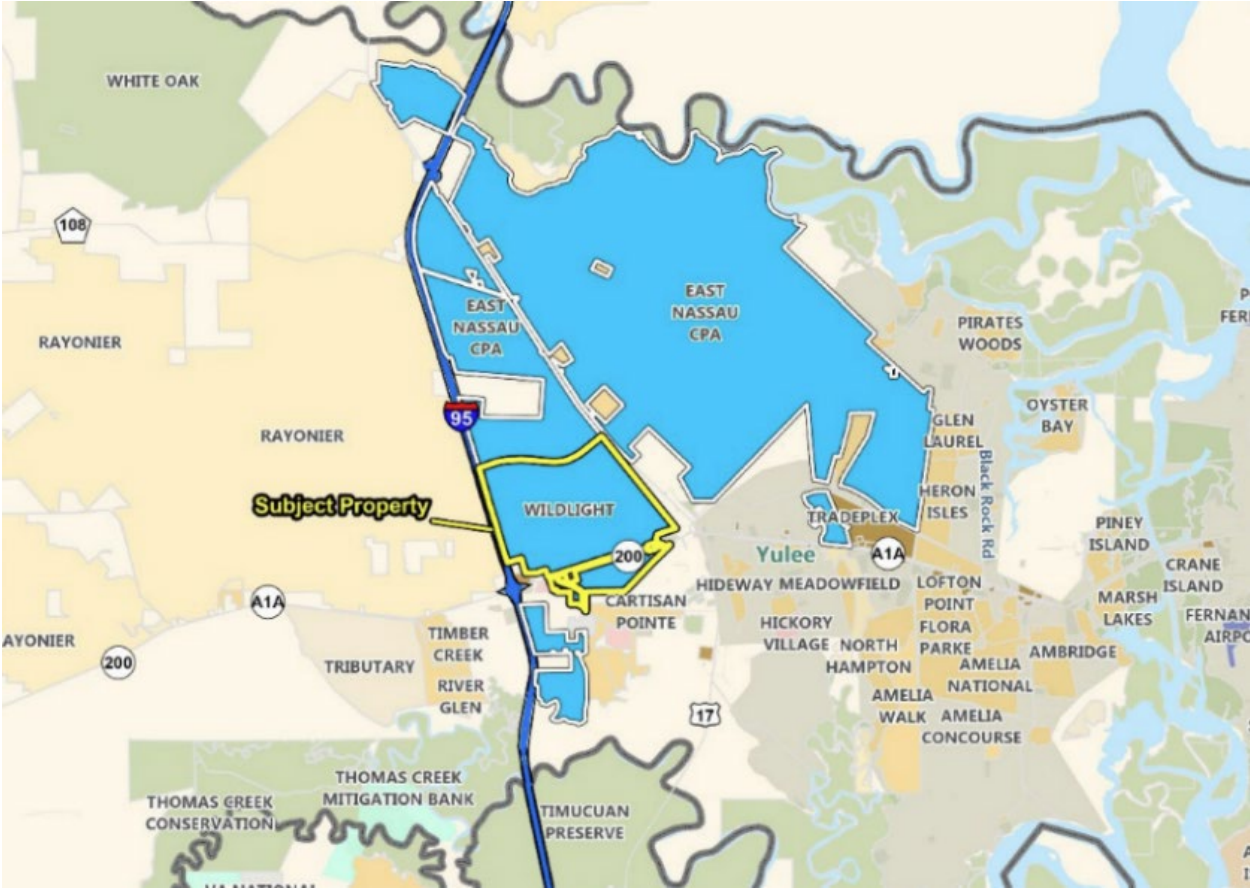 WHITE OAK
108
RAYONIER
EAST
NASSAU
CPA
EAST
NASSAU
CPA
PIRATES
WOODS
RAYONIER
95
GLEN
LAUREL
OYSTER
BAY
Black Rock Rd
Subject Property
WILDLIGHT
HERON
ISLES
TRADEPLEX
PINEY
ISLAND
200
Yulee
A1A
CRANE
ISLAND
A1A
HIDEWAY
MEADOWFIELD
LOFTON
POINT
CARTISAN
POINTE
MARSH
LAKES
HICKORY
VILLAGE
FLORA
PARKE
NORTH
HAMPTON
AMBRIDGE
AYONIER
200
TIMBER
CREEK
TRIBUTARY
RIVER
GLEN
AMELIA
NATIONAL
AMELIA
WALK
AMELIA
CONCOURSE
17
THOMAS CREEK
MITIGATION BANK
THOMAS CREEK
CONSERVATION
TIMUCUAN
PRESERVE